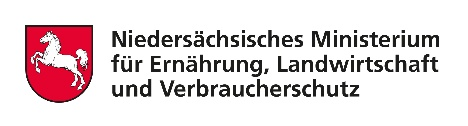 Niedersächsisches Ministerium
für Ernährung, Landwirtschaft
und Verbraucherschutz